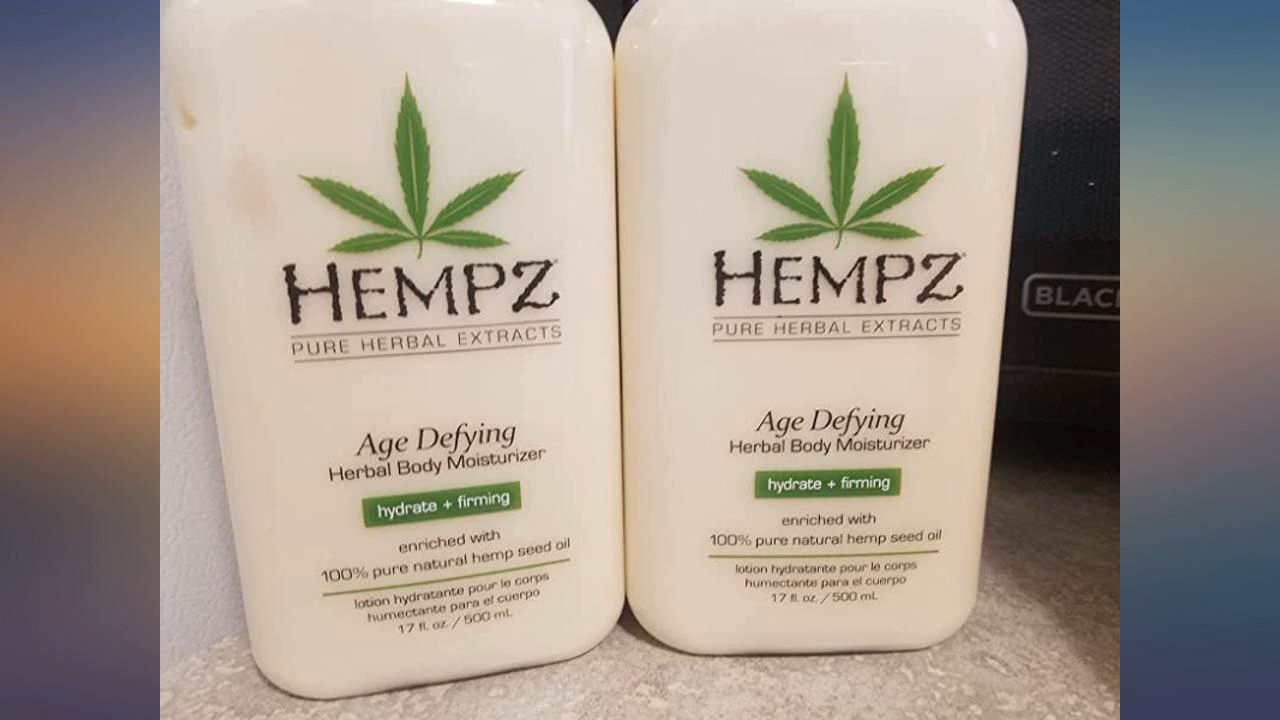 HEMPZ
PURE HERBAL EXTRACTS
Age Defying
Herbal Body Moisturizer
hydrate + firming
enriched with
100% pure natural hemp seed oil
lotion hydratante pour le corps
humectante para el cuerpo
17 fl. oz. / 500 mL
HEMPZ
PURE HERBAL EXTRACTS
Age Defying
Herbal Body Moisturizer
hydrate + firming
enriched with
100% pure natural hemp seed oil
lotion hydratante pour le corps
humectante para el cuerpo
17 fl. oz. / 500 mL
BLAC